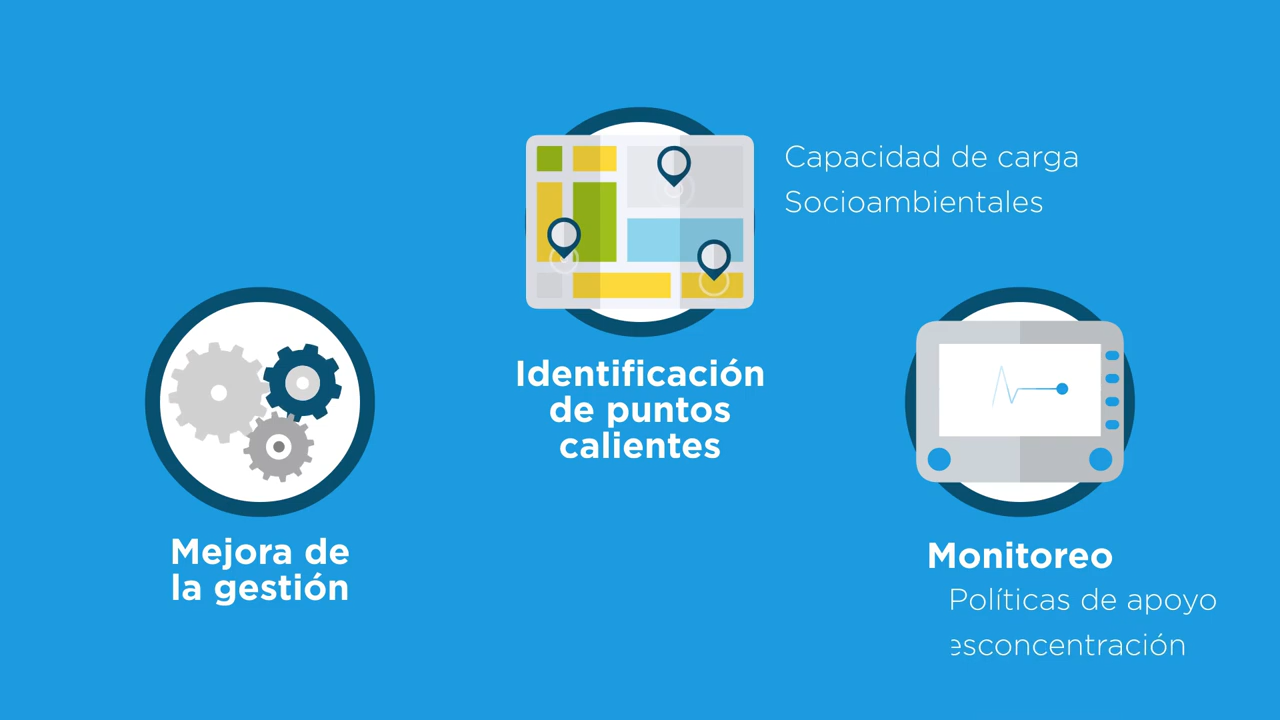 Capacidad de carga
Socioambientales
Identificación
de puntos
calientes
Mejora de
la gestión
Monitoreo
Políticas de apoyo
esconcentración